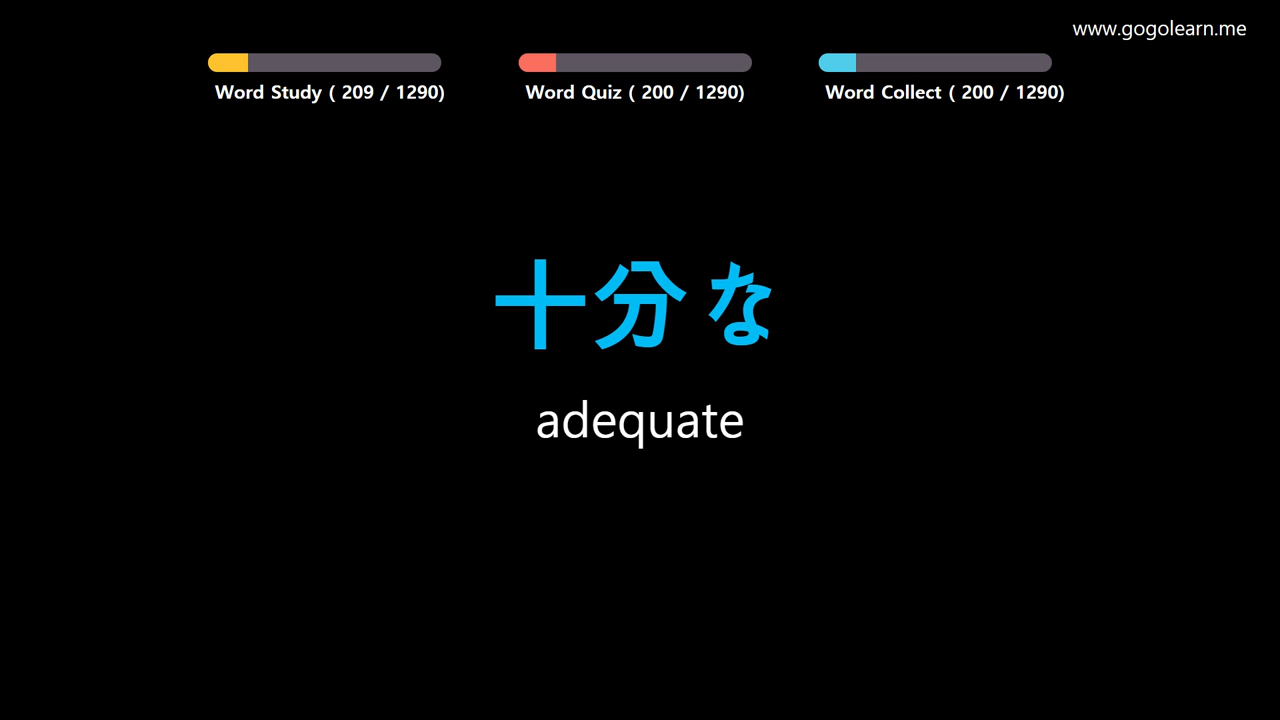 www.gogolearn.me
Word Study ( 209 / 1290)
Word Quiz ( 200 / 1290)
Word Collect ( 200 / 1290)
十分な
adequate